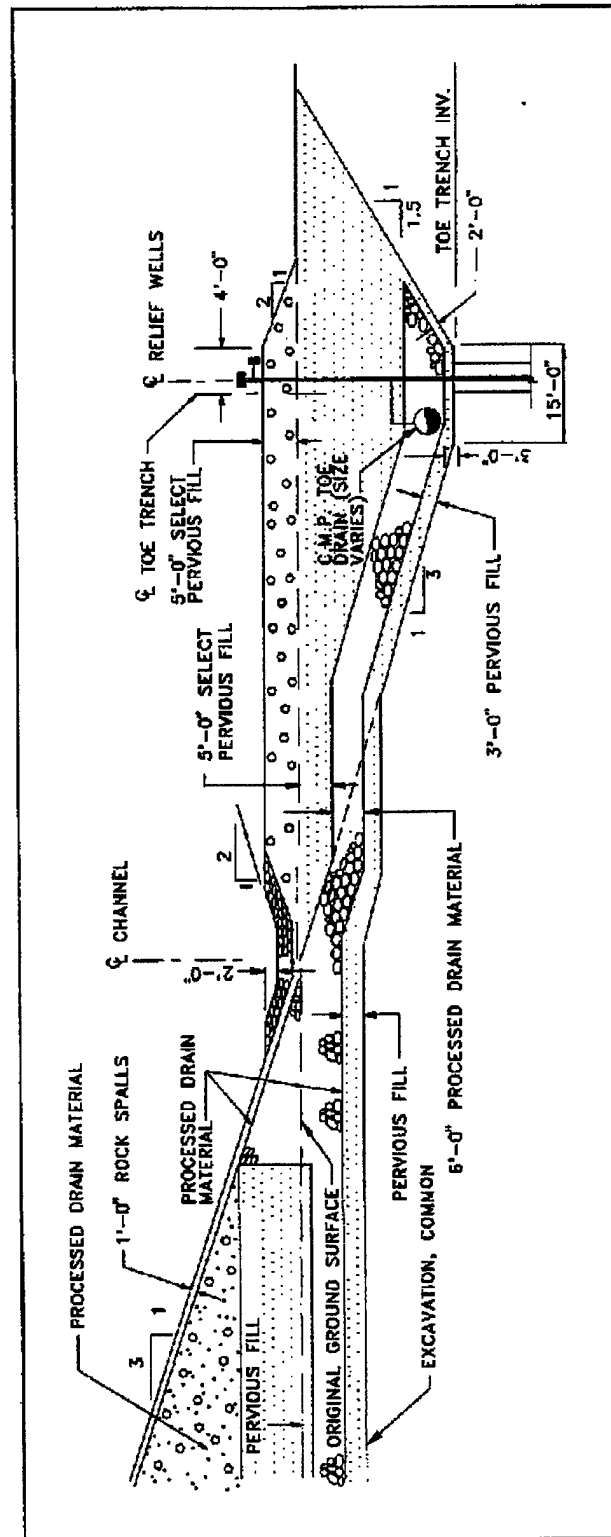 PROCESSED DRAIN MATERIAL
1'-0" ROCK SPALLS
3
1
PROCESSED DRAIN
MATERIAL
PERVIOUS FILL
ORIGINAL GROUND SURFACE
EXCAVATION, COMMON
PERVIOUS FILL
6'-0" PROCESSED DRAIN MATERIAL
℄ CHANNEL
2'-0"
2
1
5'-0" SELECT
PERVIOUS FILL
℄ TOE TRENCH
5'-0" SELECT
PERVIOUS FILL
℄ RELIEF WELLS
4'-0"
2
1
C.M.P. TOE
DRAIN (SIZE
VARIES)
1
3
3'-0" PERVIOUS FILL
3'-0"
15'-0"
1
1.5
TOE TRENCH INV.
2'-0"